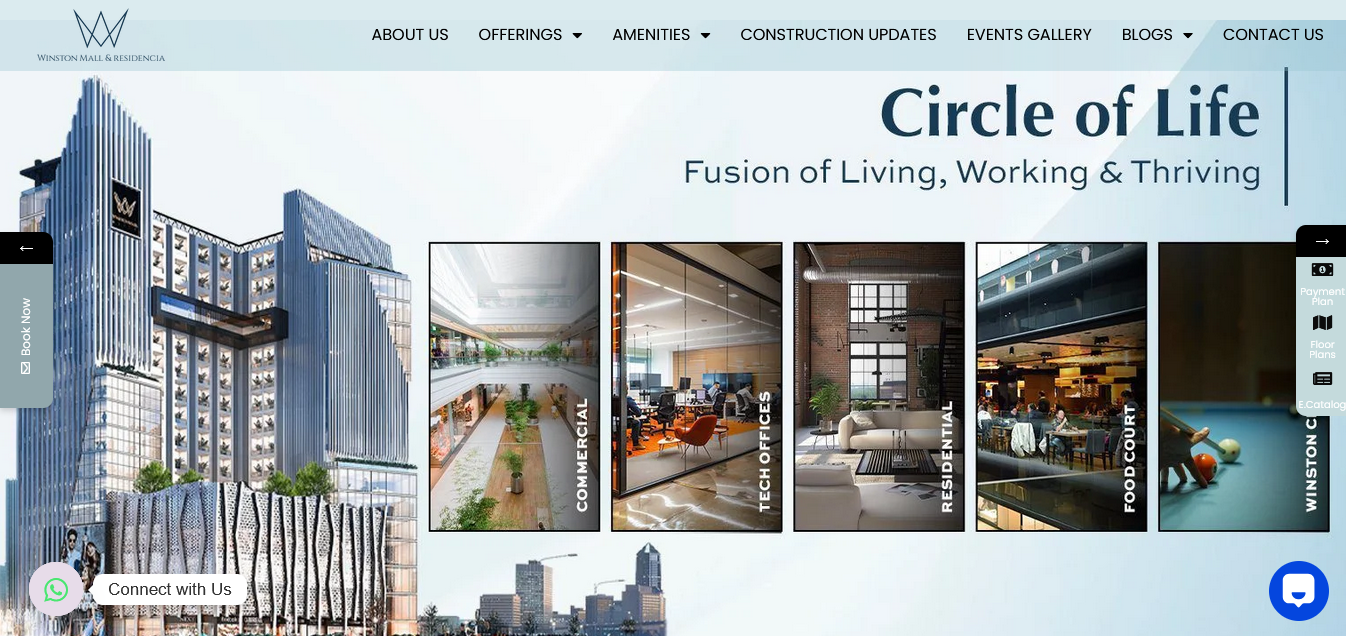 WINSTON MALL & RESIDENCIA
ABOUT US
OFFERINGS
AMENITIES
CONSTRUCTION UPDATES
EVENTS GALLERY
BLOGS
CONTACT US
Circle of Life
Fusion of Living, Working & Thriving
←
Book Now
COMMERCIAL
TECH OFFICES
RESIDENTIAL
FOOD COURT
WINSTON C
→
Payment
Plan
Floor
Plans
E.Catalog
Connect with Us